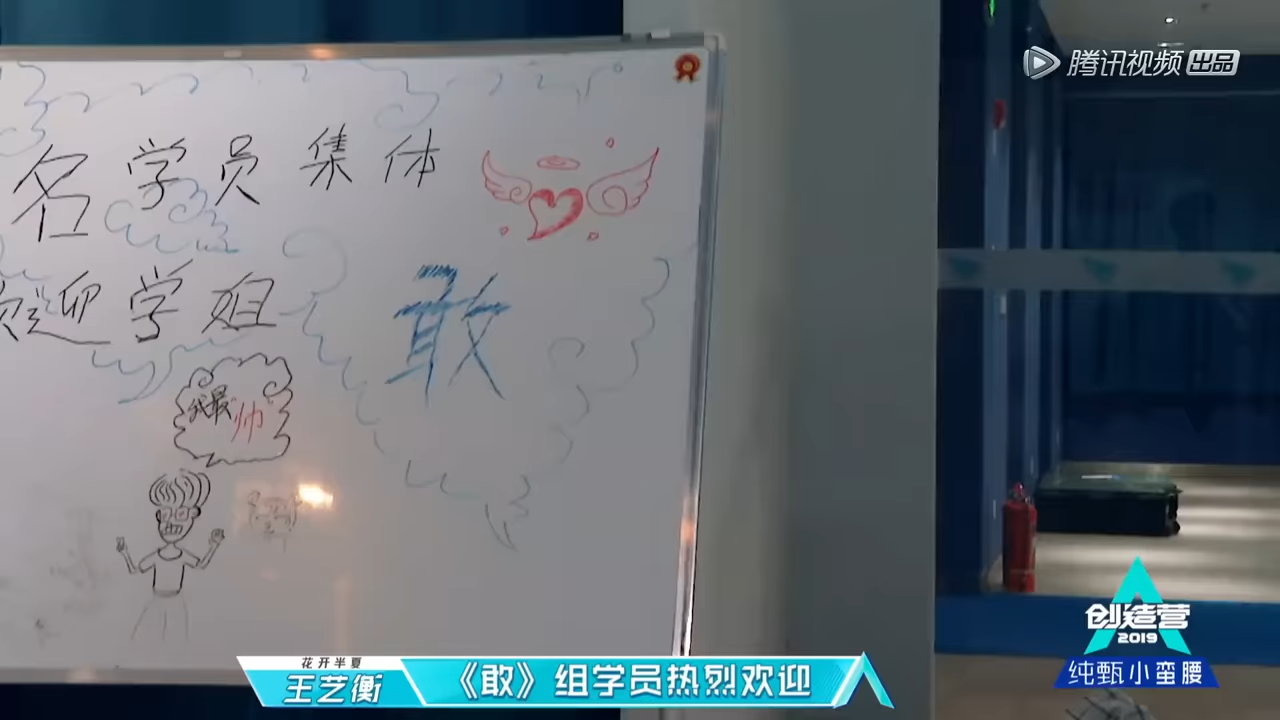 腾讯视频 出品
名学员集体
欢迎学姐
敢
我最帅
创造营
2019
纯甄小蛮腰
花开半夏
王艺衡
《敢》组学员热烈欢迎